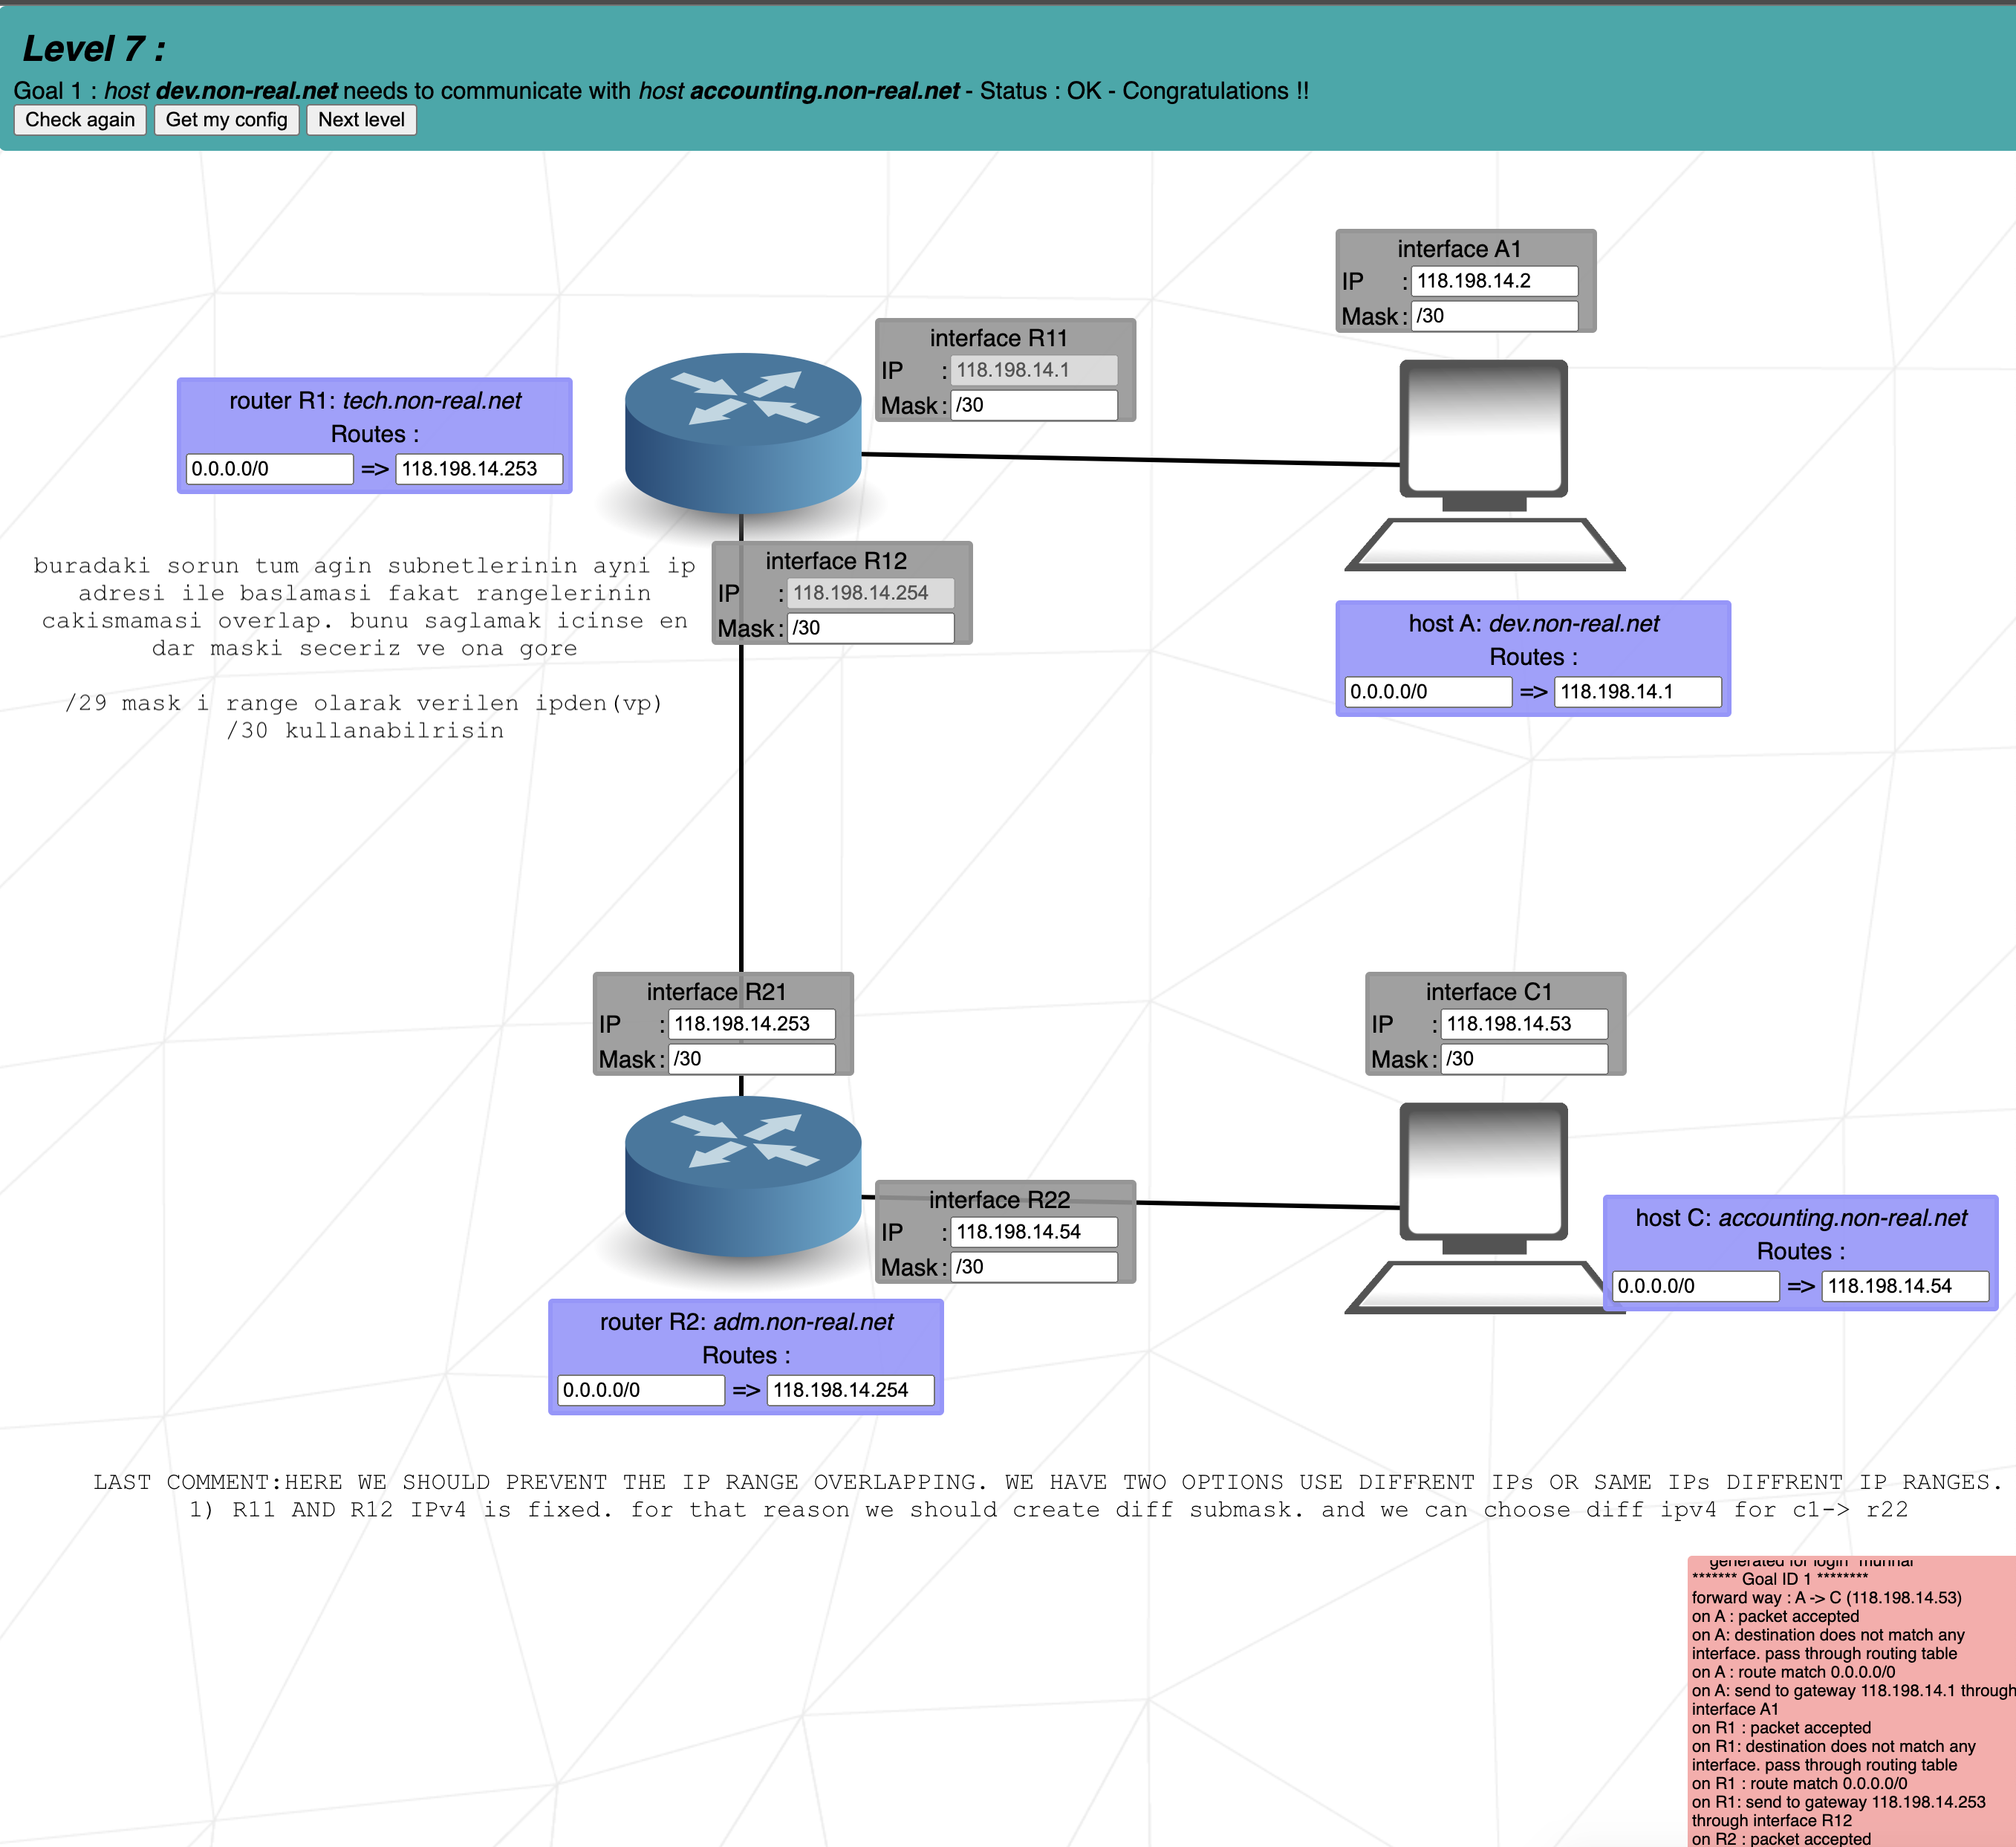 Level 7 :
Goal 1 : host dev.non-real.net needs to communicate with host accounting.non-real.net - Status : OK - Congratulations !!
Check again Get my config Next level
interface A1
IP : 118.198.14.2
Mask : /30
interface R11
IP : 118.198.14.1
Mask : /30
router R1: tech.non-real.net
Routes :
0.0.0.0/0 => 118.198.14.253
buradaki sorun tum agin subnetlerinin ayni ip
adresi ile baslamasi fakat rangelerinin
cakismamasi overlap. bunu saglamak icinse en
dar maski seceriz ve ona gore
/29 mask i range olarak verilen ipden(vp)
/30 kullanabilrisin
interface R12
IP : 118.198.14.254
Mask : /30
host A: dev.non-real.net
Routes :
0.0.0.0/0 => 118.198.14.1
interface R21
IP : 118.198.14.253
Mask : /30
interface C1
IP : 118.198.14.53
Mask : /30
interface R22
IP : 118.198.14.54
Mask : /30
host C: accounting.non-real.net
Routes :
0.0.0.0/0 => 118.198.14.54
router R2: adm.non-real.net
Routes :
0.0.0.0/0 => 118.198.14.254
LAST COMMENT:HERE WE SHOULD PREVENT THE IP RANGE OVERLAPPING. WE HAVE TWO OPTIONS USE DIFFRENT IPs OR SAME IPs DIFFRENT IP RANGES.
1) R11 AND R12 IPv4 is fixed. for that reason we should create diff submask. and we can choose diff ipv4 for c1-> r22
generated for login
******* Goal ID 1 ********
forward way : A -> C (118.198.14.53)
on A : packet accepted
on A: destination does not match any
interface. pass through routing table
on A : route match 0.0.0.0/0
on A: send to gateway 118.198.14.1 through
interface A1
on R1 : packet accepted
on R1: destination does not match any
interface. pass through routing table
on R1 : route match 0.0.0.0/0
on R1: send to gateway 118.198.14.253
through interface R12
on R2 : packet accepted